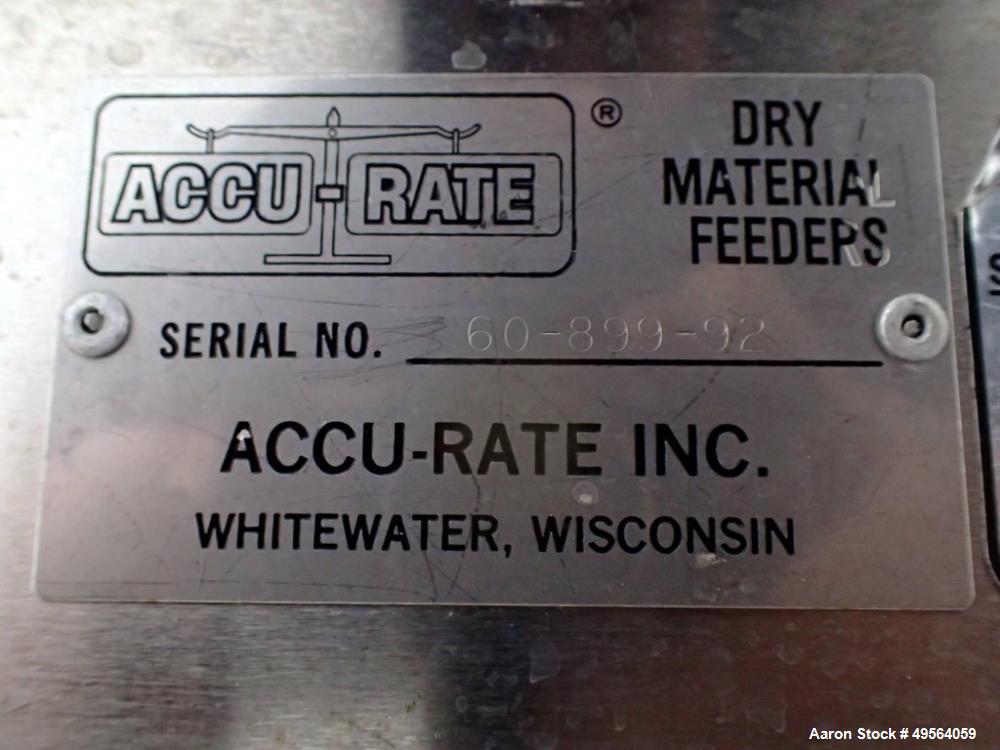 ACCU-RATE ®
DRY
MATERIAL
FEEDERS
SERIAL NO. 60-899-92
ACCU-RATE INC.
WHITEWATER, WISCONSIN
Aaron Stock # 49564059